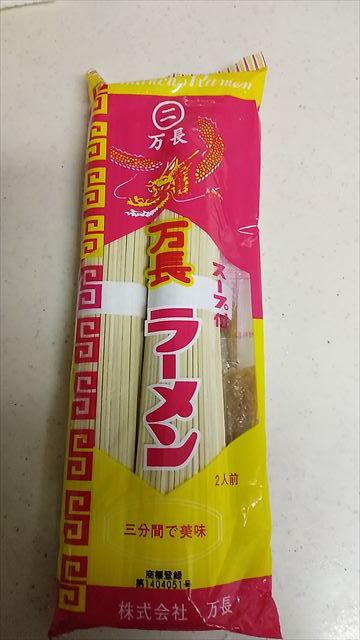 Ramen
二
万長
万長
ラーメン
スープ付
2人前
三分間で美味
商標登録
第1404051号
株式会社 万長